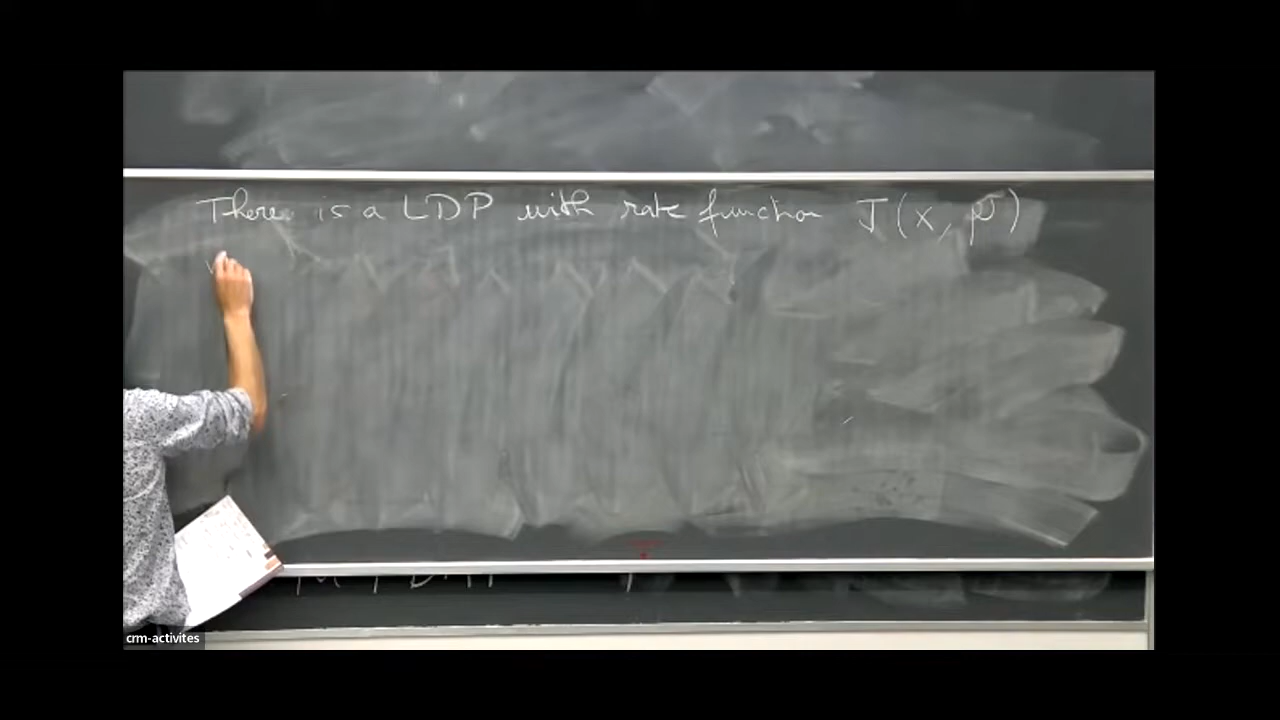 There is a LDP with rate function J(x, p)
crm-activites